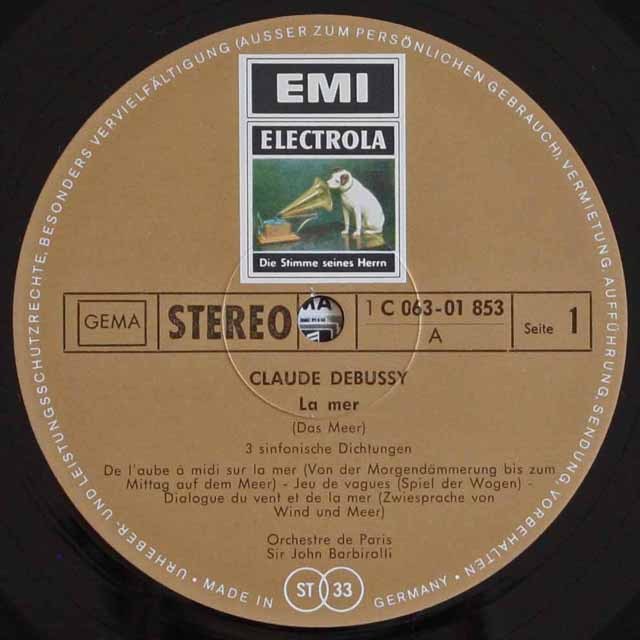 URHEBER- UND LEISTUNGSSCHUTZRECHTE, BESONDERS VERVIELFÄLTIGUNG (AUSSER ZUM PERSÖNLICHEN GEBRAUCH), VERMIETUNG, AUFFÜHRUNG, SENDUNG, VORBEHALTEN •
EMI
ELECTROLA
Die Stimme seines Herrn
GEMA
STEREO
1 C 063-01 853
A
Seite 1
CLAUDE DEBUSSY
La mer
(Das Meer)
3 sinfonische Dichtungen
De l'aube à midi sur la mer (Von der Morgendämmerung bis zum
Mittag auf dem Meer) - Jeu de vagues (Spiel der Wogen) -
Dialogue du vent et de la mer (Zwiesprache von
Wind und Meer)
Orchestre de Paris
Sir John Barbiralli
• MADE IN GERMANY •
ST 33